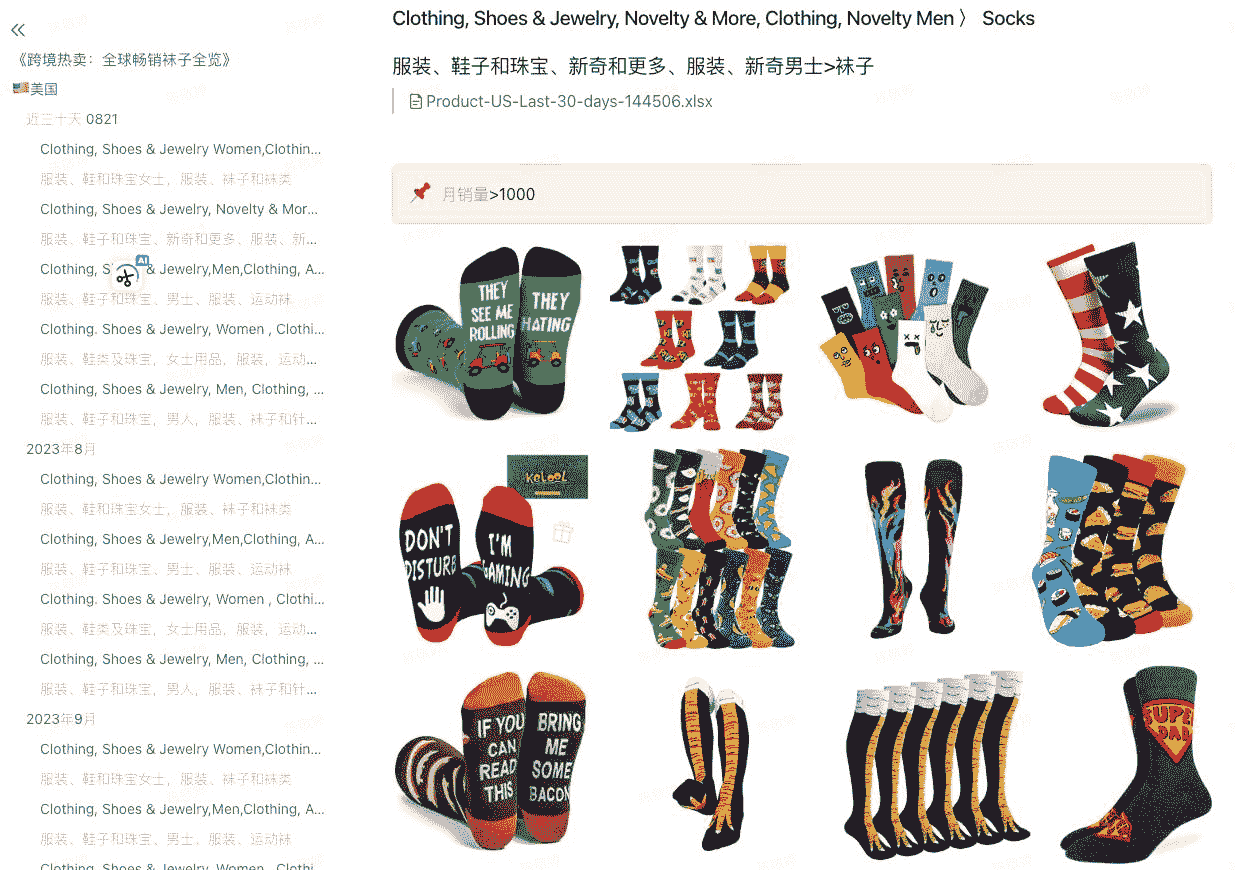 《跨境热卖：全球畅销袜子全览》
🇺🇸美国
近三十天 0821
Clothing, Shoes & Jewelry Women,Clothin...
服装、鞋和珠宝女士，服装、袜子和袜类
Clothing, Shoes & Jewelry, Novelty & Mor...
服装、鞋子和珠宝、新奇和更多、服装、新...
Clothing, S & Jewelry,Men,Clothing, A...
AI
服装、鞋子和珠宝、男士、服装、运动袜
Clothing. Shoes & Jewelry, Women , Clothi...
服装、鞋类及珠宝，女士用品，服装，运动...
Clothing, Shoes & Jewelry, Men, Clothing, ...
服装、鞋子和珠宝，男人，服装、袜子和针...
2023年8月
Clothing, Shoes & Jewelry Women,Clothin...
服装、鞋和珠宝女士，服装、袜子和袜类
Clothing, Shoes & Jewelry,Men,Clothing, A...
服装、鞋子和珠宝、男士、服装、运动袜
Clothing. Shoes & Jewelry, Women , Clothi...
服装、鞋类及珠宝，女士用品，服装，运动...
Clothing, Shoes & Jewelry, Men, Clothing, ...
服装、鞋子和珠宝，男人，服装、袜子和针...
2023年9月
Clothing, Shoes & Jewelry Women,Clothin...
服装、鞋和珠宝女士，服装、袜子和袜类
Clothing, Shoes & Jewelry,Men,Clothing, A...
服装、鞋子和珠宝、男士、服装、运动袜
Clothing. Shoes & Jewelry, Women , Clothi...
Clothing, Shoes & Jewelry, Novelty & More, Clothing, Novelty Men 〉 Socks
服装、鞋子和珠宝、新奇和更多、服装、新奇男士>袜子
Product-US-Last-30-days-144506.xlsx
月销量>1000
THEY
SEE ME
ROLLING
THEY
HATING
DON'T
DISTURB
I'M
GAMING
IF YOU
CAN
READ
THIS
BRING
ME
SOME
BACON
SUPER
DAD